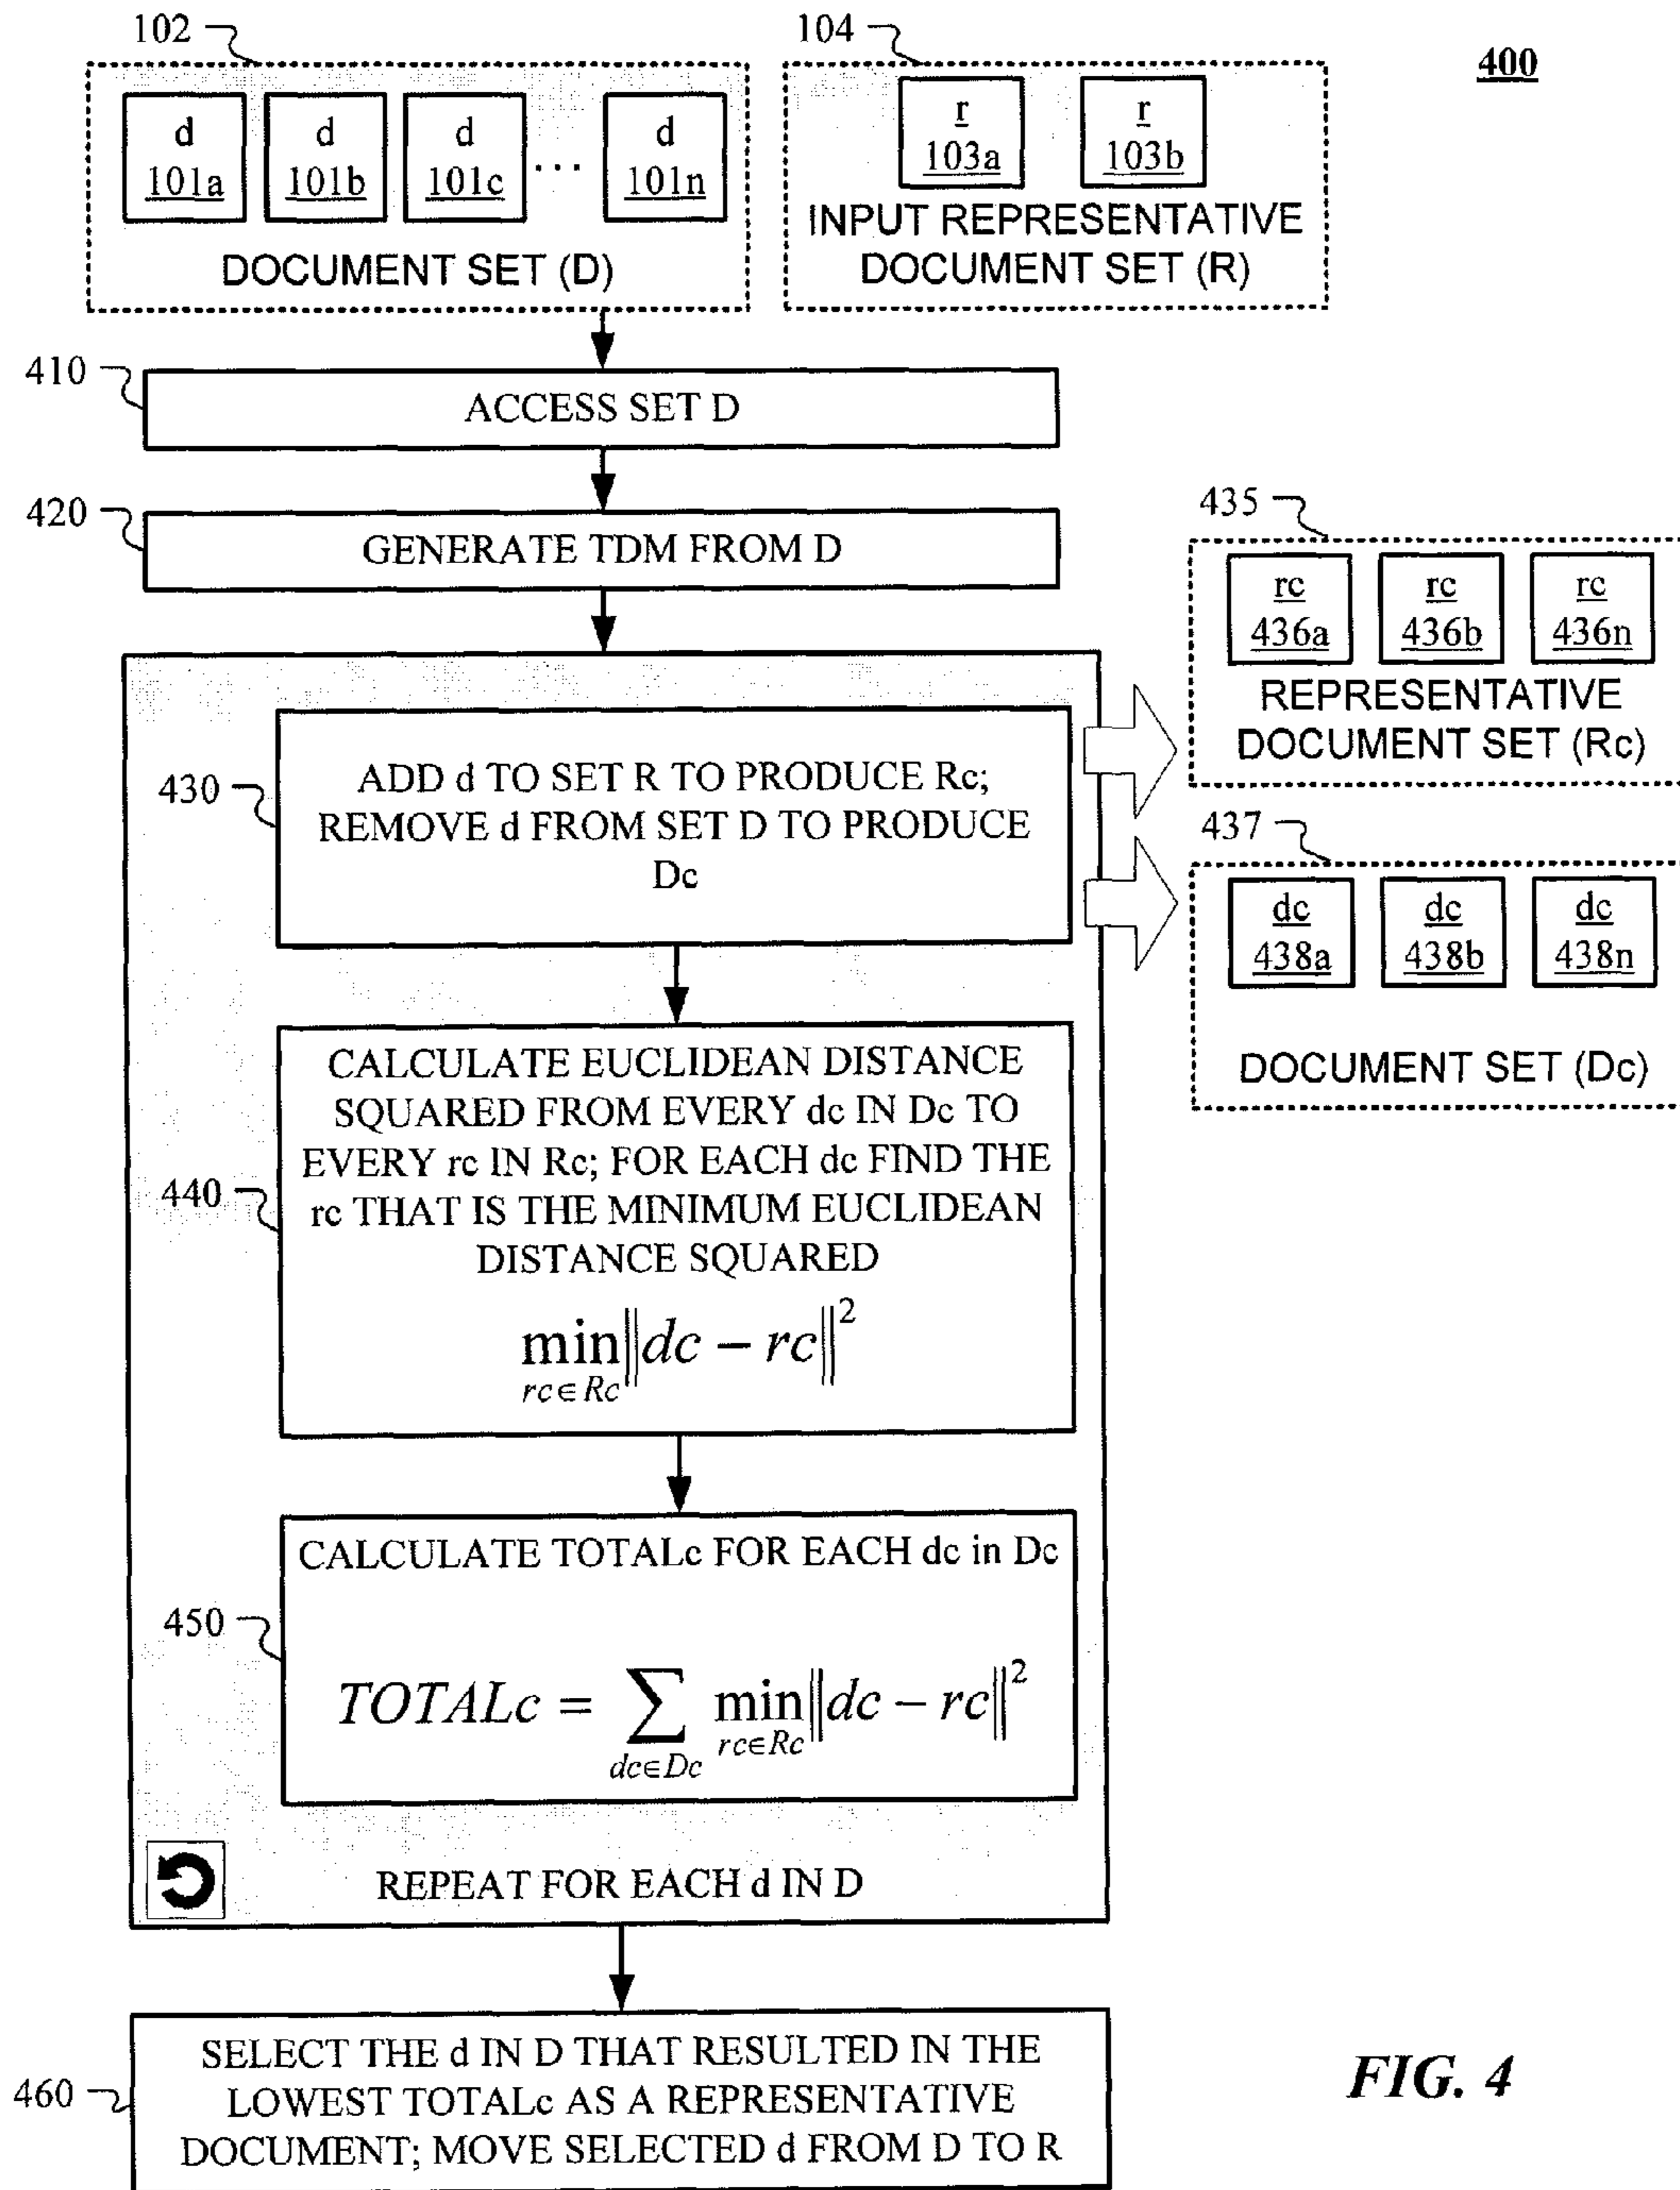 102
104
400
d
101a
d
101b
d
101c
...
d
101n
DOCUMENT SET (D)
r
103a
r
103b
INPUT REPRESENTATIVE
DOCUMENT SET (R)
410
ACCESS SET D
420
GENERATE TDM FROM D
435
rc
436a
rc
436b
rc
436n
REPRESENTATIVE
DOCUMENT SET (Rc)
430
ADD d TO SET R TO PRODUCE Rc;
REMOVE d FROM SET D TO PRODUCE
Dc
437
dc
438a
dc
438b
dc
438n
DOCUMENT SET (Dc)
440
CALCULATE EUCLIDEAN DISTANCE
SQUARED FROM EVERY dc IN Dc TO
EVERY rc IN Rc; FOR EACH dc FIND THE
rc THAT IS THE MINIMUM EUCLIDEAN
DISTANCE SQUARED
min‖dc − rc‖²
rc∈Rc
450
CALCULATE TOTALc FOR EACH dc in Dc
TOTALc = ∑ min‖dc − rc‖²
dc∈Dc rc∈Rc
REPEAT FOR EACH d IN D
460
SELECT THE d IN D THAT RESULTED IN THE
LOWEST TOTALc AS A REPRESENTATIVE
DOCUMENT; MOVE SELECTED d FROM D TO R
FIG. 4